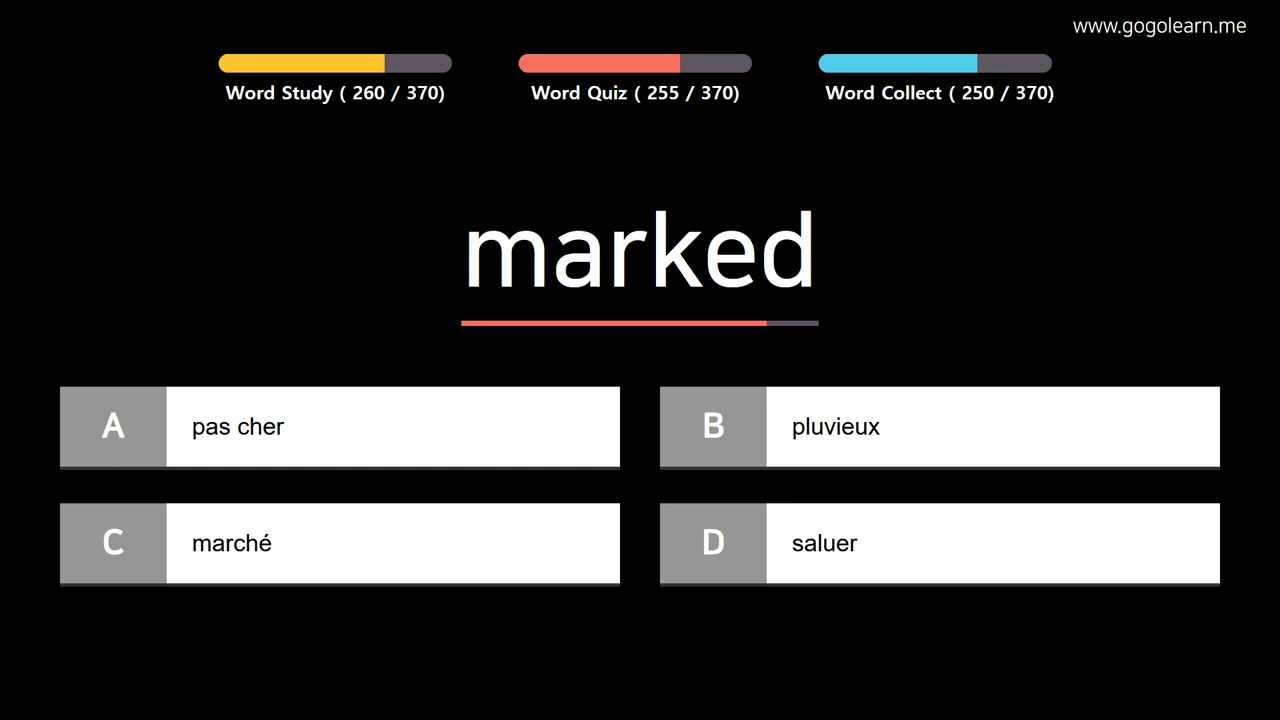 www.gogolearn.me
Word Study ( 260 / 370)
Word Quiz ( 255 / 370)
Word Collect ( 250 / 370)
marked
A
pas cher
B
pluvieux
C
marché
D
saluer